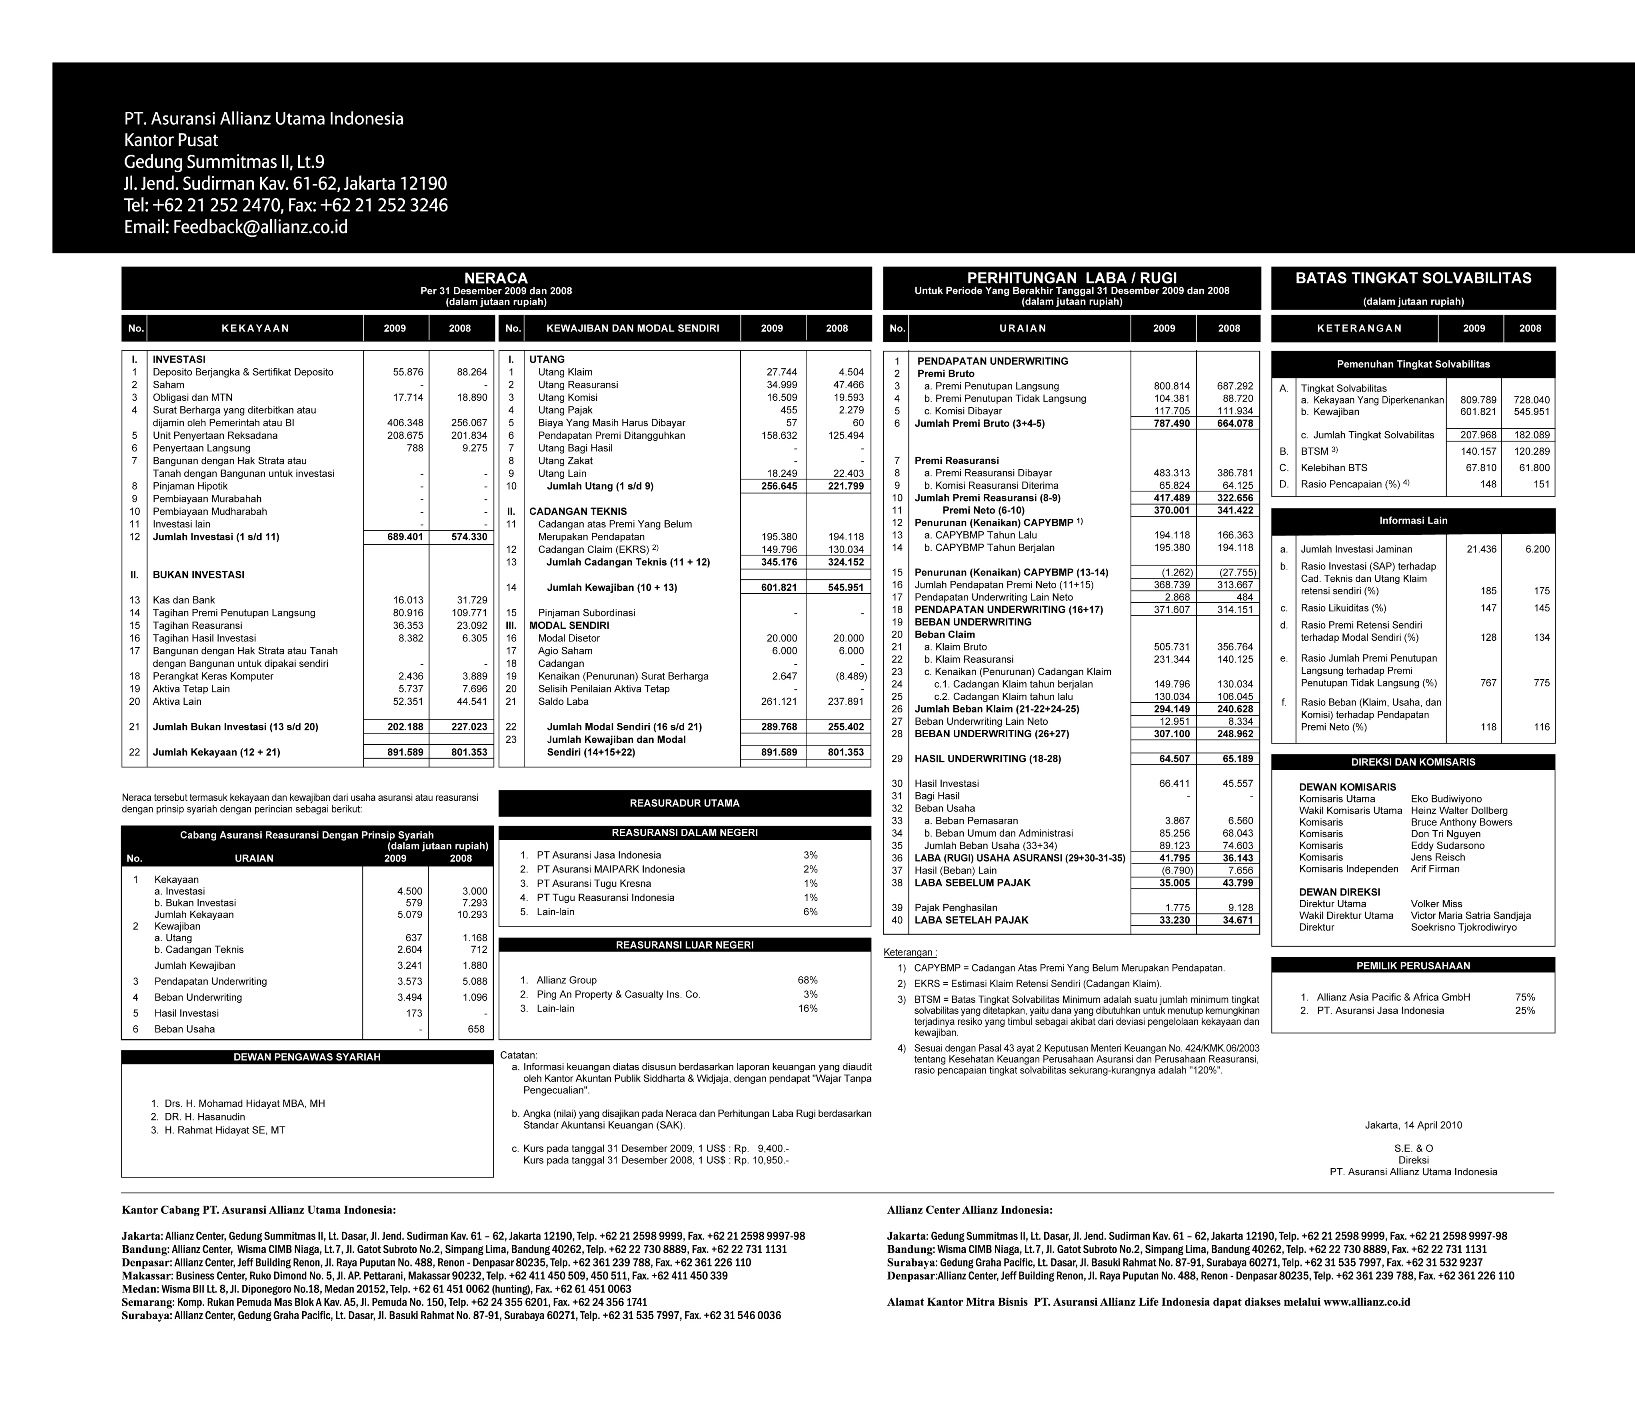 PT. Asuransi Allianz Utama Indonesia
Kantor Pusat
Gedung Summitmas II, Lt.9
Jl. Jend. Sudirman Kav. 61-62, Jakarta 12190
Tel: +62 21 252 2470, Fax: +62 21 252 3246
Email: Feedback@allianz.co.id
NERACA
Per 31 Desember 2009 dan 2008
(dalam jutaan rupiah)
No. KEKAYAAN 2009 2008
I. INVESTASI
1 Deposito Berjangka & Sertifikat Deposito 55.876 88.264
2 Saham - -
3 Obligasi dan MTN 17.714 18.890
4 Surat Berharga yang diterbitkan atau
dijamin oleh Pemerintah atau BI 406.348 256.067
5 Unit Penyertaan Reksadana 208.675 201.834
6 Penyertaan Langsung 788 9.275
7 Bangunan dengan Hak Strata atau
Tanah dengan Bangunan untuk investasi - -
8 Pinjaman Hipotik - -
9 Pembiayaan Murabahah - -
10 Pembiayaan Mudharabah - -
11 Investasi lain - -
12 Jumlah Investasi (1 s/d 11) 689.401 574.330
II. BUKAN INVESTASI
13 Kas dan Bank 16.013 31.729
14 Tagihan Premi Penutupan Langsung 80.916 109.771
15 Tagihan Reasuransi 36.353 23.092
16 Tagihan Hasil Investasi 8.382 6.305
17 Bangunan dengan Hak Strata atau Tanah
dengan Bangunan untuk dipakai sendiri - -
18 Perangkat Keras Komputer 2.436 3.889
19 Aktiva Tetap Lain 5.737 7.696
20 Aktiva Lain 52.351 44.541
21 Jumlah Bukan Investasi (13 s/d 20) 202.188 227.023
22 Jumlah Kekayaan (12 + 21) 891.589 801.353
No. KEWAJIBAN DAN MODAL SENDIRI 2009 2008
I. UTANG
1 Utang Klaim 27.744 4.504
2 Utang Reasuransi 34.999 47.466
3 Utang Komisi 16.509 19.593
4 Utang Pajak 455 2.279
5 Biaya Yang Masih Harus Dibayar 57 60
6 Pendapatan Premi Ditangguhkan 158.632 125.494
7 Utang Bagi Hasil - -
8 Utang Zakat - -
9 Utang Lain 18.249 22.403
10 Jumlah Utang (1 s/d 9) 256.645 221.799
II. CADANGAN TEKNIS
11 Cadangan atas Premi Yang Belum
Merupakan Pendapatan 195.380 194.118
12 Cadangan Claim (EKRS) 2) 149.796 130.034
13 Jumlah Cadangan Teknis (11 + 12) 345.176 324.152
14 Jumlah Kewajiban (10 + 13) 601.821 545.951
15 Pinjaman Subordinasi - -
III. MODAL SENDIRI
16 Modal Disetor 20.000 20.000
17 Agio Saham 6.000 6.000
18 Cadangan - -
19 Kenaikan (Penurunan) Surat Berharga 2.647 (8.489)
20 Selisih Penilaian Aktiva Tetap - -
21 Saldo Laba 261.121 237.891
22 Jumlah Modal Sendiri (16 s/d 21) 289.768 255.402
23 Jumlah Kewajiban dan Modal
Sendiri (14+15+22) 891.589 801.353
Neraca tersebut termasuk kekayaan dan kewajiban dari usaha asuransi atau reasuransi
dengan prinsip syariah dengan perincian sebagai berikut:
Cabang Asuransi Reasuransi Dengan Prinsip Syariah
(dalam jutaan rupiah)
No. URAIAN 2009 2008
1 Kekayaan
a. Investasi 4.500 3.000
b. Bukan Investasi 579 7.293
Jumlah Kekayaan 5.079 10.293
2 Kewajiban
a. Utang 637 1.168
b. Cadangan Teknis 2.604 712
Jumlah Kewajiban 3.241 1.880
3 Pendapatan Underwriting 3.573 5.088
4 Beban Underwriting 3.494 1.096
5 Hasil Investasi 173 -
6 Beban Usaha - 658
DEWAN PENGAWAS SYARIAH
1. Drs. H. Mohamad Hidayat MBA, MH
2. DR. H. Hasanudin
3. H. Rahmat Hidayat SE, MT
REASURADUR UTAMA
REASURANSI DALAM NEGERI
1. PT Asuransi Jasa Indonesia 3%
2. PT Asuransi MAIPARK Indonesia 2%
3. PT Asuransi Tugu Kresna 1%
4. PT Tugu Reasuransi Indonesia 1%
5. Lain-lain 6%
REASURANSI LUAR NEGERI
1. Allianz Group 68%
2. Ping An Property & Casualty Ins. Co. 3%
3. Lain-lain 16%
Catatan:
a. Informasi keuangan diatas disusun berdasarkan laporan keuangan yang diaudit
oleh Kantor Akuntan Publik Siddharta & Widjaja, dengan pendapat "Wajar Tanpa
Pengecualian".
b. Angka (nilai) yang disajikan pada Neraca dan Perhitungan Laba Rugi berdasarkan
Standar Akuntansi Keuangan (SAK).
c. Kurs pada tanggal 31 Desember 2009, 1 US$ : Rp. 9,400.-
Kurs pada tanggal 31 Desember 2008, 1 US$ : Rp. 10,950.-
PERHITUNGAN LABA / RUGI
Untuk Periode Yang Berakhir Tanggal 31 Desember 2009 dan 2008
(dalam jutaan rupiah)
No. URAIAN 2009 2008
1 PENDAPATAN UNDERWRITING
2 Premi Bruto
3 a. Premi Penutupan Langsung 800.814 687.292
4 b. Premi Penutupan Tidak Langsung 104.381 88.720
5 c. Komisi Dibayar 117.705 111.934
6 Jumlah Premi Bruto (3+4-5) 787.490 664.078
7 Premi Reasuransi
8 a. Premi Reasuransi Dibayar 483.313 386.781
9 b. Komisi Reasuransi Diterima 65.824 64.125
10 Jumlah Premi Reasuransi (8-9) 417.489 322.656
11 Premi Neto (6-10) 370.001 341.422
12 Penurunan (Kenaikan) CAPYBMP 1)
13 a. CAPYBMP Tahun Lalu 194.118 166.363
14 b. CAPYBMP Tahun Berjalan 195.380 194.118
15 Penurunan (Kenaikan) CAPYBMP (13-14) (1.262) (27.755)
16 Jumlah Pendapatan Premi Neto (11+15) 368.739 313.667
17 Pendapatan Underwriting Lain Neto 2.868 484
18 PENDAPATAN UNDERWRITING (16+17) 371.607 314.151
19 BEBAN UNDERWRITING
20 Beban Claim
21 a. Klaim Bruto 505.731 356.764
22 b. Klaim Reasuransi 231.344 140.125
23 c. Kenaikan (Penurunan) Cadangan Klaim
24 c.1. Cadangan Klaim tahun berjalan 149.796 130.034
25 c.2. Cadangan Klaim tahun lalu 130.034 106.045
26 Jumlah Beban Klaim (21-22+24-25) 294.149 240.628
27 Beban Underwriting Lain Neto 12.951 8.334
28 BEBAN UNDERWRITING (26+27) 307.100 248.962
29 HASIL UNDERWRITING (18-28) 64.507 65.189
30 Hasil Investasi 66.411 45.557
31 Bagi Hasil - -
32 Beban Usaha
33 a. Beban Pemasaran 3.867 6.560
34 b. Beban Umum dan Administrasi 85.256 68.043
35 Jumlah Beban Usaha (33+34) 89.123 74.603
36 LABA (RUGI) USAHA ASURANSI (29+30-31-35) 41.795 36.143
37 Hasil (Beban) Lain (6.790) 7.656
38 LABA SEBELUM PAJAK 35.005 43.799
39 Pajak Penghasilan 1.775 9.128
40 LABA SETELAH PAJAK 33.230 34.671
Keterangan :
1) CAPYBMP = Cadangan Atas Premi Yang Belum Merupakan Pendapatan.
2) EKRS = Estimasi Klaim Retensi Sendiri (Cadangan Klaim).
3) BTSM = Batas Tingkat Solvabilitas Minimum adalah suatu jumlah minimum tingkat
solvabilitas yang ditetapkan, yaitu dana yang dibutuhkan untuk menutup kemungkinan
terjadinya resiko yang timbul sebagai akibat dari deviasi pengelolaan kekayaan dan
kewajiban.
4) Sesuai dengan Pasal 43 ayat 2 Keputusan Menteri Keuangan No. 424/KMK.06/2003
tentang Kesehatan Keuangan Perusahaan Asuransi dan Perusahaan Reasuransi,
rasio pencapaian tingkat solvabilitas sekurang-kurangnya adalah "120%".
BATAS TINGKAT SOLVABILITAS
(dalam jutaan rupiah)
KETERANGAN 2009 2008
Pemenuhan Tingkat Solvabilitas
A. Tingkat Solvabilitas
a. Kekayaan Yang Diperkenankan 809.789 728.040
b. Kewajiban 601.821 545.951
c. Jumlah Tingkat Solvabilitas 207.968 182.089
B. BTSM 3) 140.157 120.289
C. Kelebihan BTS 67.810 61.800
D. Rasio Pencapaian (%) 4) 148 151
Informasi Lain
a. Jumlah Investasi Jaminan 21.436 6.200
b. Rasio Investasi (SAP) terhadap
Cad. Teknis dan Utang Klaim
retensi sendiri (%) 185 175
c. Rasio Likuiditas (%) 147 145
d. Rasio Premi Retensi Sendiri
terhadap Modal Sendiri (%) 128 134
e. Rasio Jumlah Premi Penutupan
Langsung terhadap Premi
Penutupan Tidak Langsung (%) 767 775
f. Rasio Beban (Klaim, Usaha, dan
Komisi) terhadap Pendapatan
Premi Neto (%) 118 116
DIREKSI DAN KOMISARIS
DEWAN KOMISARIS
Komisaris Utama Eko Budiwiyono
Wakil Komisaris Utama Heinz Walter Dollberg
Komisaris Bruce Anthony Bowers
Komisaris Don Tri Nguyen
Komisaris Eddy Sudarsono
Komisaris Jens Reisch
Komisaris Independen Arif Firman
DEWAN DIREKSI
Direktur Utama Volker Miss
Wakil Direktur Utama Victor Maria Satria Sandjaja
Direktur Soekrisno Tjokrodiwiryo
PEMILIK PERUSAHAAN
1. Allianz Asia Pacific & Africa GmbH 75%
2. PT. Asuransi Jasa Indonesia 25%
Jakarta, 14 April 2010
S.E. & O
Direksi
PT. Asuransi Allianz Utama Indonesia
Kantor Cabang PT. Asuransi Allianz Utama Indonesia:
Jakarta: Allianz Center, Gedung Summitmas II, Lt. Dasar, Jl. Jend. Sudirman Kav. 61 – 62, Jakarta 12190, Telp. +62 21 2598 9999, Fax. +62 21 2598 9997-98
Bandung: Allianz Center, Wisma CIMB Niaga, Lt.7, Jl. Gatot Subroto No.2, Simpang Lima, Bandung 40262, Telp. +62 22 730 8889, Fax. +62 22 731 1131
Denpasar: Allianz Center, Jeff Building Renon, Jl. Raya Puputan No. 488, Renon - Denpasar 80235, Telp. +62 361 239 788, Fax. +62 361 226 110
Makassar: Business Center, Ruko Dimond No. 5, Jl. AP. Pettarani, Makassar 90232, Telp. +62 411 450 509, 450 511, Fax. +62 411 450 339
Medan: Wisma BII Lt. 8, Jl. Diponegoro No.18, Medan 20152, Telp. +62 61 451 0062 (hunting), Fax. +62 61 451 0063
Semarang: Komp. Rukan Pemuda Mas Blok A Kav. A5, Jl. Pemuda No. 150, Telp. +62 24 355 6201, Fax. +62 24 356 1741
Surabaya: Allianz Center, Gedung Graha Pacific, Lt. Dasar, Jl. Basuki Rahmat No. 87-91, Surabaya 60271, Telp. +62 31 535 7997, Fax. +62 31 546 0036
Allianz Center Allianz Indonesia:
Jakarta: Gedung Summitmas II, Lt. Dasar, Jl. Jend. Sudirman Kav. 61 – 62, Jakarta 12190, Telp. +62 21 2598 9999, Fax. +62 21 2598 9997-98
Bandung: Wisma CIMB Niaga, Lt.7, Jl. Gatot Subroto No.2, Simpang Lima, Bandung 40262, Telp. +62 22 730 8889, Fax. +62 22 731 1131
Surabaya: Gedung Graha Pacific, Lt. Dasar, Jl. Basuki Rahmat No. 87-91, Surabaya 60271, Telp. +62 31 535 7997, Fax. +62 31 532 9237
Denpasar:Allianz Center, Jeff Building Renon, Jl. Raya Puputan No. 488, Renon - Denpasar 80235, Telp. +62 361 239 788, Fax. +62 361 226 110
Alamat Kantor Mitra Bisnis PT. Asuransi Allianz Life Indonesia dapat diakses melalui www.allianz.co.id